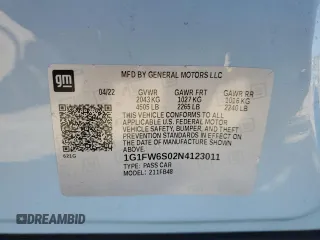 gm
MFD BY GENERAL MOTORS LLC
04/22 GVWR GAWR FRT GAWR RR
2043 KG 1027 KG 1016 KG
4505 LB 2265 LB 2240 LB
THIS VEHICLE CONFORMS TO ALL APPLICABLE
U.S. FEDERAL MOTOR VEHICLE SAFETY, BUMPER,
AND THEFT PREVENTION STANDARDS IN
EFFECT ON THE DATE OF MANUFACTURE
SHOWN ABOVE.
621G
1G1FW6S02N4123011
TYPE: PASS CAR
MODEL: 211FB48